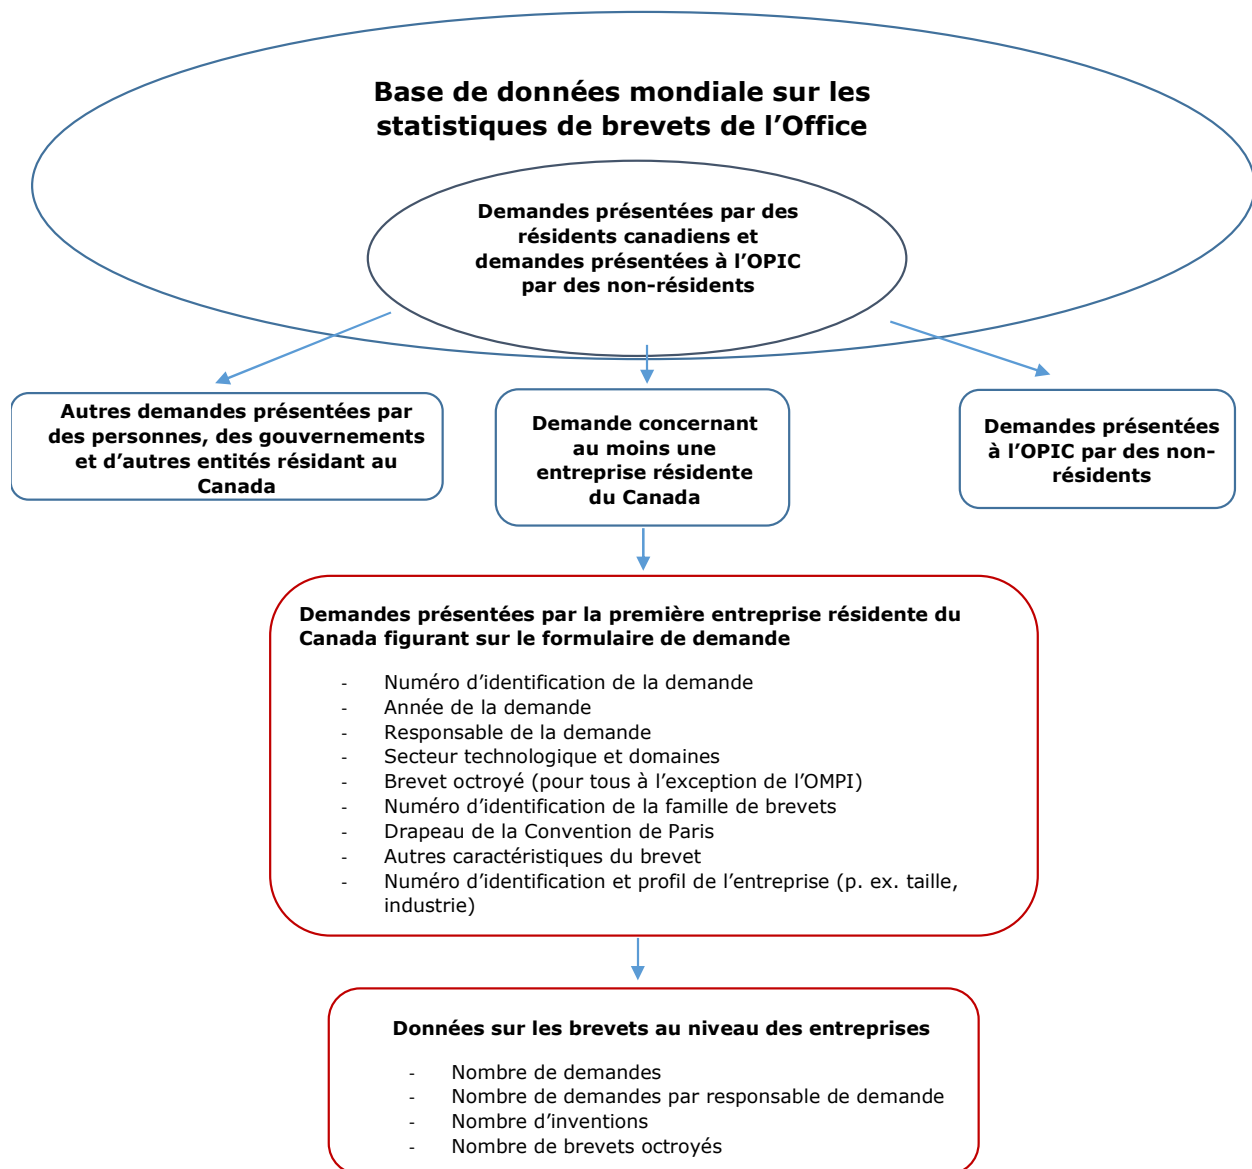 Base de données mondiale sur les
statistiques de brevets de l’Office
Demandes présentées par des
résidents canadiens et
demandes présentées à l’OPIC
par des non-résidents
Autres demandes présentées par
des personnes, des gouvernements
et d’autres entités résidant au
Canada
Demande concernant
au moins une
entreprise résidente
du Canada
Demandes présentées
à l’OPIC par des non-
résidents
Demandes présentées par la première entreprise résidente du
Canada figurant sur le formulaire de demande
- Numéro d’identification de la demande
- Année de la demande
- Responsable de la demande
- Secteur technologique et domaines
- Brevet octroyé (pour tous à l’exception de l’OMPI)
- Numéro d’identification de la famille de brevets
- Drapeau de la Convention de Paris
- Autres caractéristiques du brevet
- Numéro d’identification et profil de l’entreprise (p. ex. taille,
industrie)
Données sur les brevets au niveau des entreprises
- Nombre de demandes
- Nombre de demandes par responsable de demande
- Nombre d’inventions
- Nombre de brevets octroyés